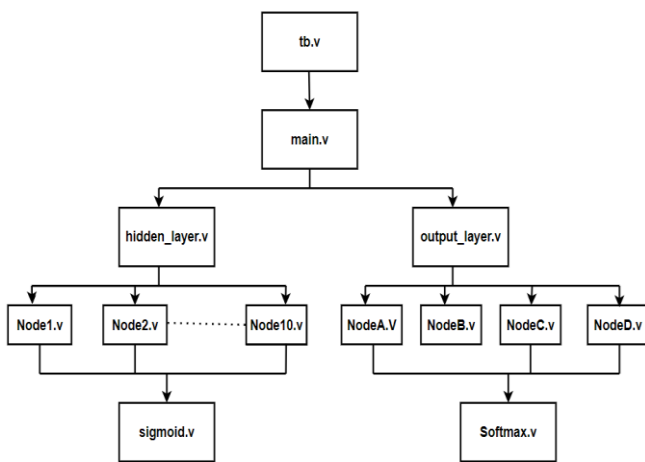 tb.v
main.v
hidden_layer.v
output_layer.v
Node1.v
Node2.v
Node10.v
NodeA.V
NodeB.v
NodeC.v
NodeD.v
sigmoid.v
Softmax.v